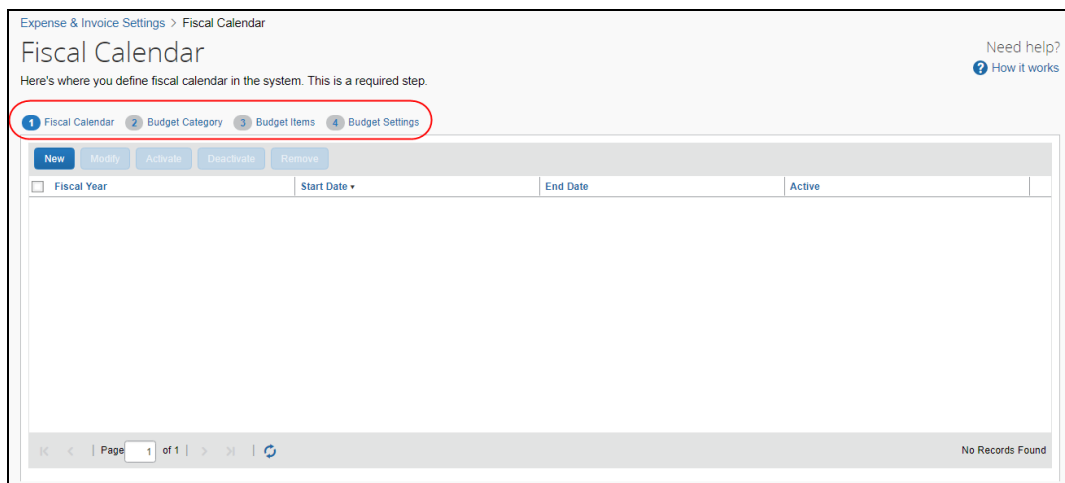 Expense & Invoice Settings > Fiscal Calendar
Fiscal Calendar
Need help?
Here's where you define fiscal calendar in the system. This is a required step.
? How it works
1 Fiscal Calendar 2 Budget Category 3 Budget Items 4 Budget Settings
New Modify Activate Deactivate Remove
Fiscal Year Start Date End Date Active
Page 1 of 1 No Records Found